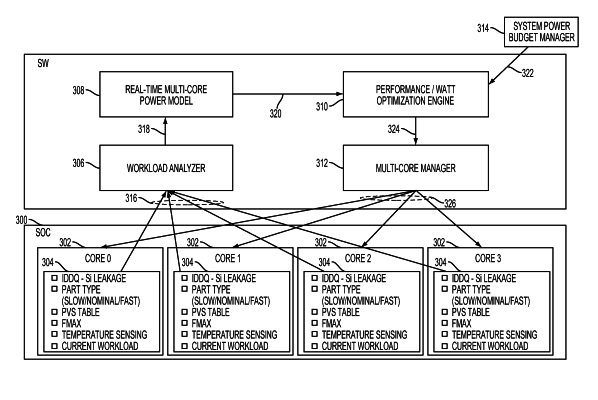 314
SYSTEM POWER
BUDGET MANAGER
SW
322
308
REAL-TIME MULTI-CORE
POWER MODEL
320
310
PERFORMANCE / WATT
OPTIMIZATION ENGINE
318
324
306
WORKLOAD ANALYZER
312
MULTI-CORE MANAGER
316
326
300
SOC
302
CORE 0
304
IDDQ - Si LEAKAGE
PART TYPE
(SLOW/NOMINAL/FAST)
PVS TABLE
FMAX
TEMPERATURE SENSING
CURRENT WORKLOAD
302
CORE 1
304
IDDQ - Si LEAKAGE
PART TYPE
(SLOW/NOMINAL/FAST)
PVS TABLE
FMAX
TEMPERATURE SENSING
CURRENT WORKLOAD
302
CORE 2
304
IDDQ - Si LEAKAGE
PART TYPE
(SLOW/NOMINAL/FAST)
PVS TABLE
FMAX
TEMPERATURE SENSING
CURRENT WORKLOAD
302
CORE 3
304
IDDQ - Si LEAKAGE
PART TYPE
(SLOW/NOMINAL/FAST)
PVS TABLE
FMAX
TEMPERATURE SENSING
CURRENT WORKLOAD